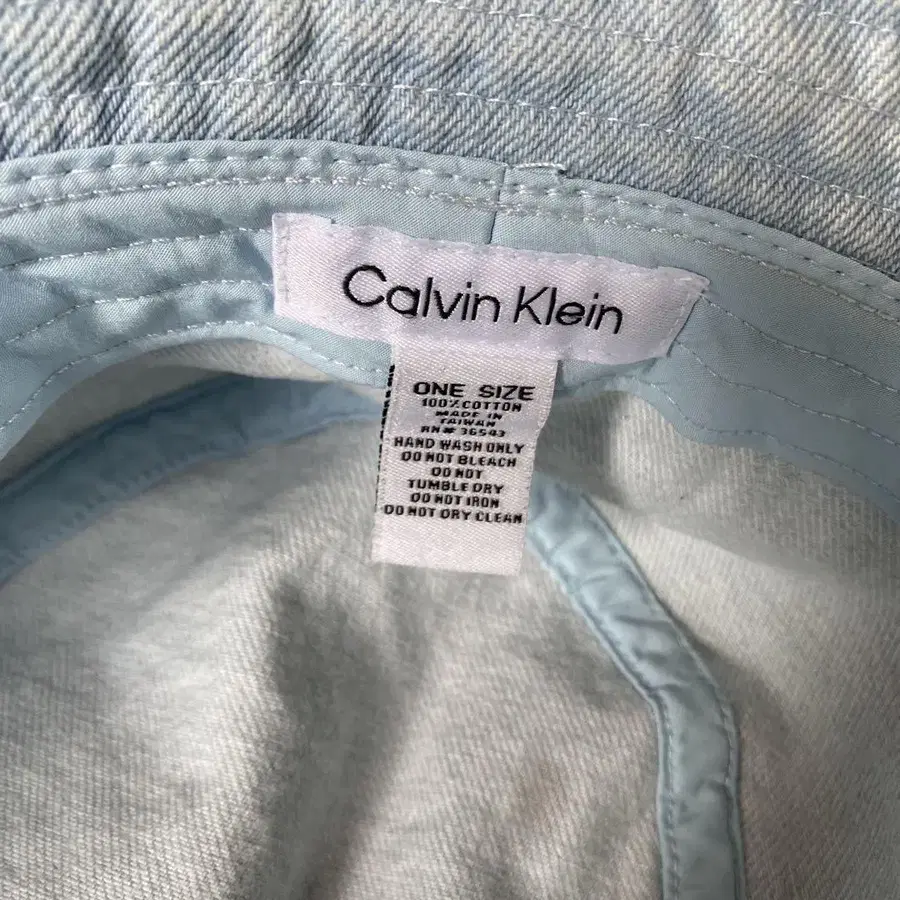 Calvin Klein
ONE SIZE
100% COTTON
MADE IN
TAIWAN
RN# 36543
HAND WASH ONLY
DO NOT BLEACH
DO NOT
TUMBLE DRY
DO NOT IRON
DO NOT DRY CLEAN